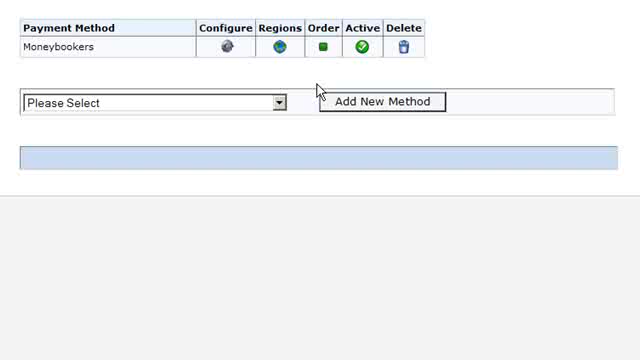 Payment Method Configure Regions Order Active Delete
Moneybookers
Please Select Add New Method